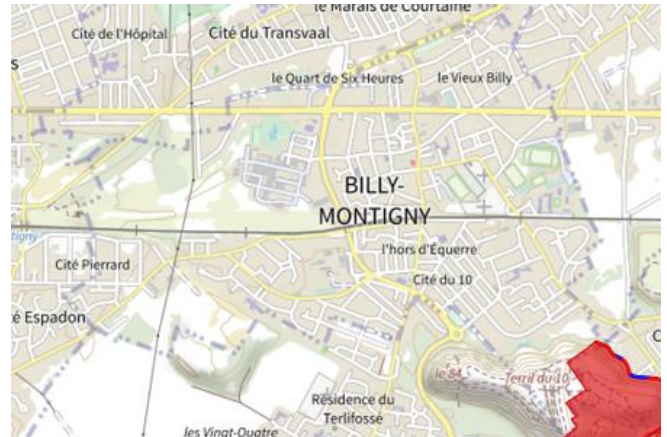 le Marais de Courtaine
Cité de l'Hôpital
Cité du Transvaal
s
le Quart de Six Heures
le Vieux Billy
BILLY-
MONTIGNY
l'hors d'Équerre
Cité Pierrard
Cité du 10
té Espadon
le 84
Terril du 10
Résidence du
Terlifossé
les Vingt-Quatre